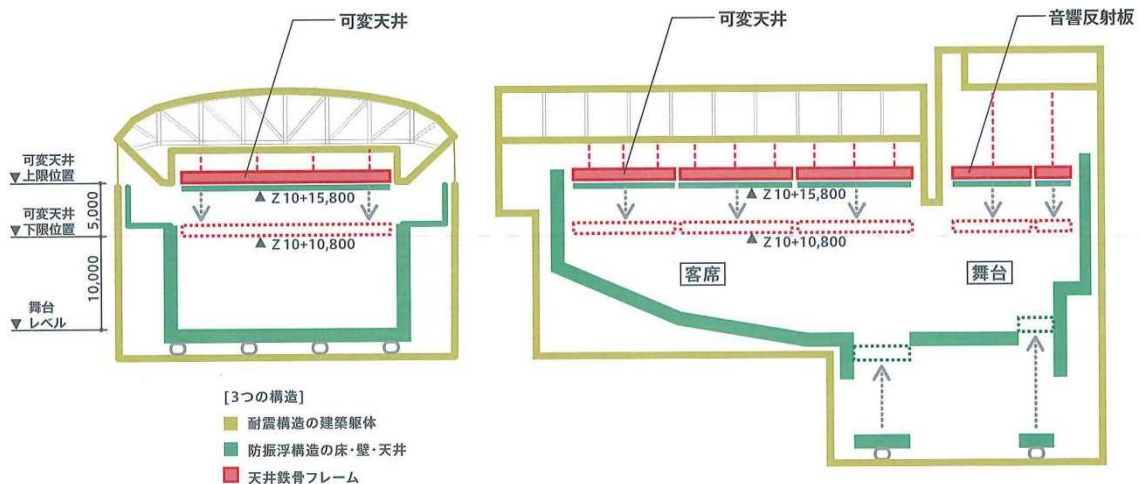 可変天井
可変天井
音響反射板
可変天井
▼ 上限位置
5,000
可変天井
▼ 下限位置
10,000
舞台
▼ レベル
▲ Z10+15,800
▲ Z10+10,800
▲ Z10+15,800
▲ Z10+10,800
客席
舞台
[3つの構造]
耐震構造の建築躯体
防振浮構造の床・壁・天井
天井鉄骨フレーム